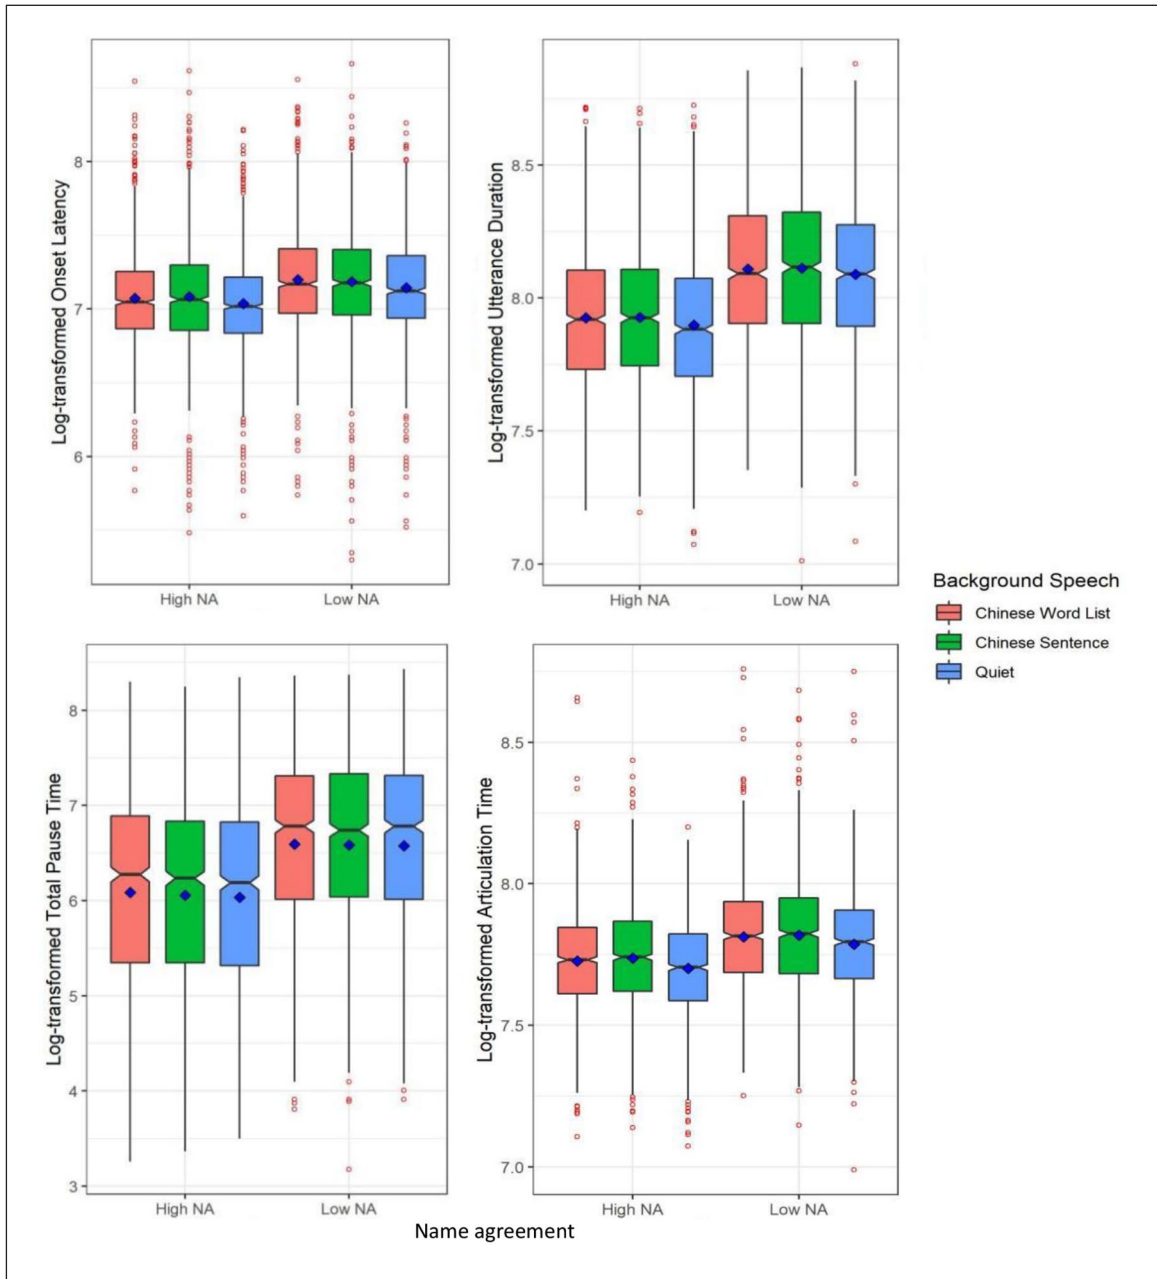 Log-transformed Onset Latency
8
7
6
High NA
Low NA
Log-transformed Utterance Duration
8.5
8.0
7.5
7.0
High NA
Low NA
Background Speech
Chinese Word List
Chinese Sentence
Quiet
Log-transformed Total Pause Time
8
7
6
5
4
3
High NA
Low NA
Log-transformed Articulation Time
8.5
8.0
7.5
7.0
High NA
Low NA
Name agreement